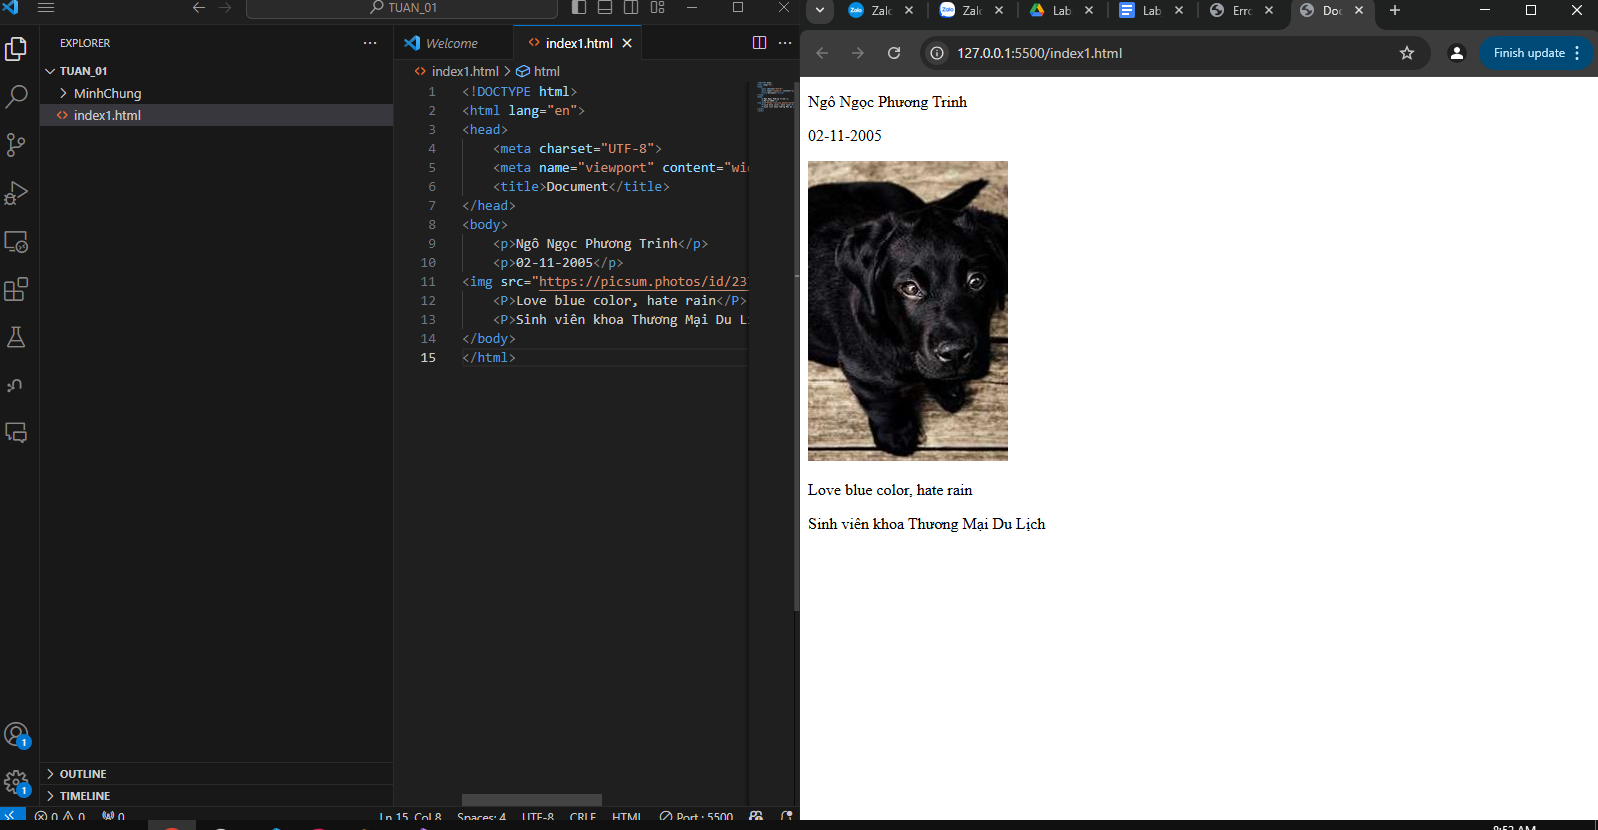 TUAN_01
EXPLORER
TUAN_01
MinhChung
index1.html
OUTLINE
TIMELINE
Welcome
index1.html
index1.html > html
1 <!DOCTYPE html>
2 <html lang="en">
3 <head>
4 <meta charset="UTF-8">
5 <meta name="viewport" content="wi
6 <title>Document</title>
7 </head>
8 <body>
9 <p>Ngô Ngọc Phương Trinh</p>
10 <p>02-11-2005</p>
11 <img src="https://picsum.photos/id/237
12 <P>Love blue color, hate rain</P>
13 <P>Sinh viên khoa Thương Mại Du L
14 </body>
15 </html>
1
1
0 0 0 Ln 15, Col 8 Spaces: 4 UTF-8 CRLF HTML Port : 5500
Zalo Zalo Lab Lab Erro Doc
127.0.0.1:5500/index1.html
Finish update
Ngô Ngọc Phương Trinh
02-11-2005
Love blue color, hate rain
Sinh viên khoa Thương Mại Du Lịch
8:52 AM